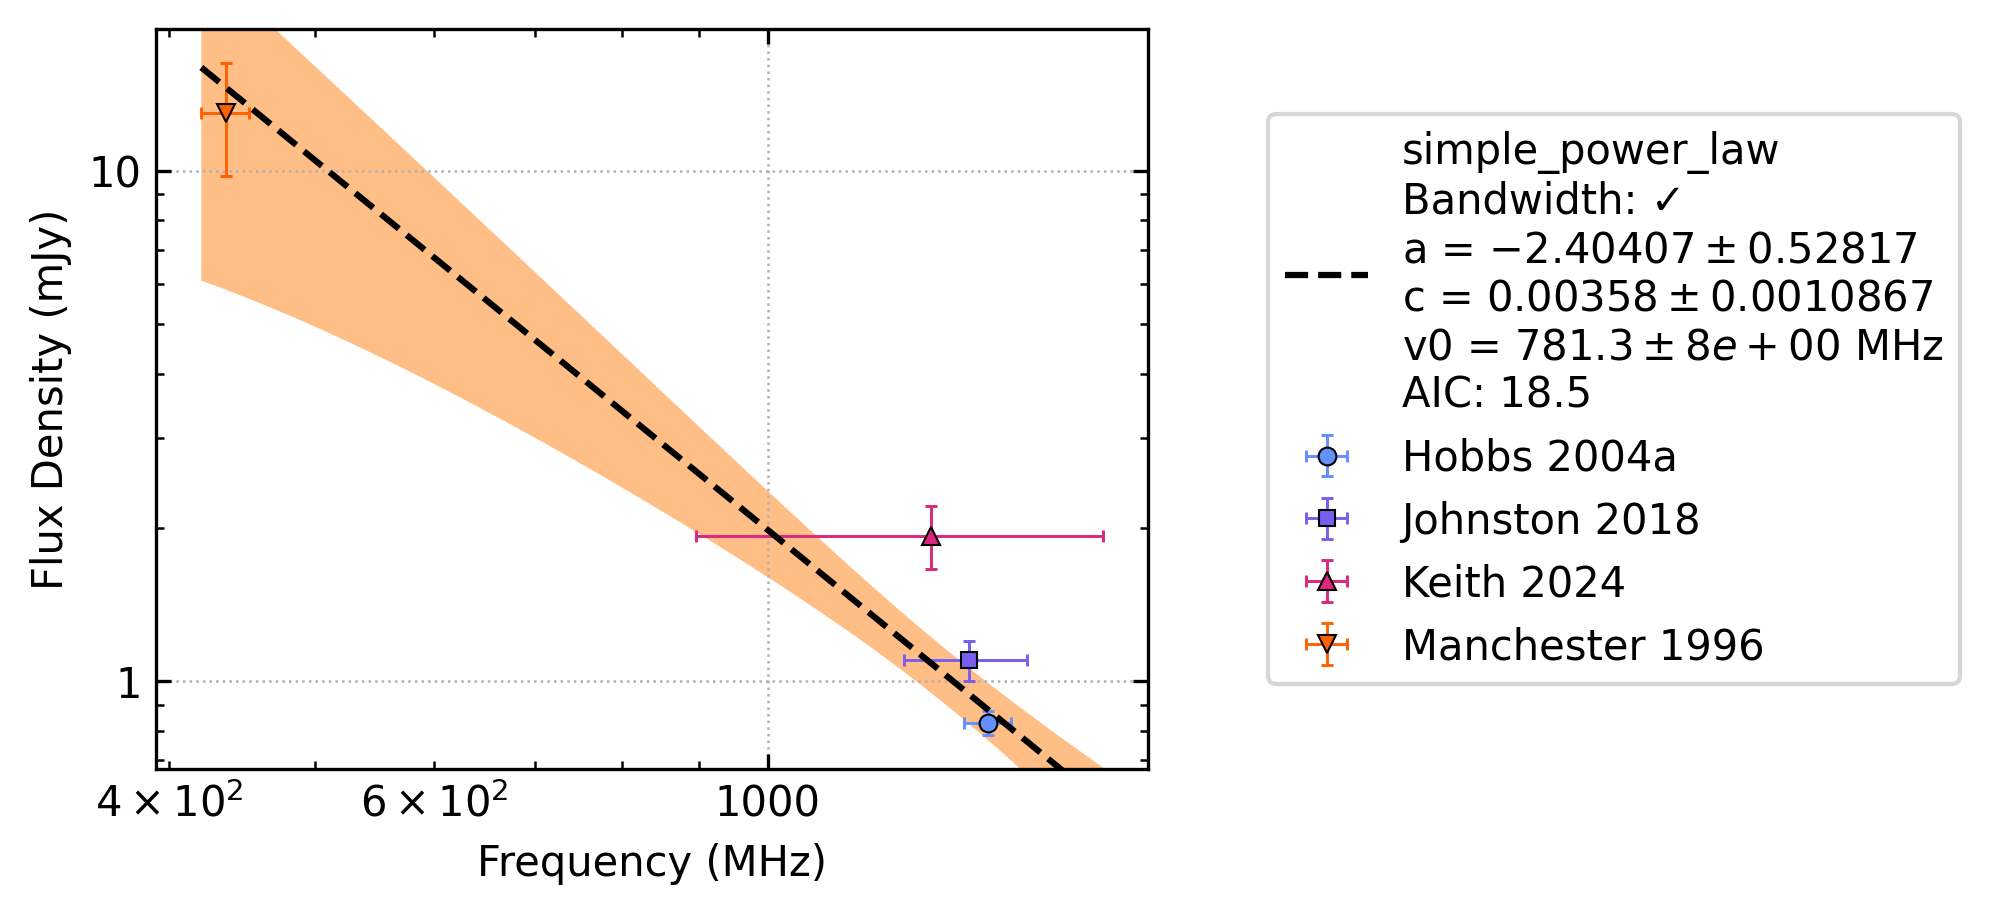 10
1
Flux Density (mJy)
4 × 10²
6 × 10²
1000
Frequency (MHz)
simple_power_law
Bandwidth: ✓
a = −2.40407 ± 0.52817
c = 0.00358 ± 0.0010867
v0 = 781.3 ± 8e + 00 MHz
AIC: 18.5
Hobbs 2004a
Johnston 2018
Keith 2024
Manchester 1996